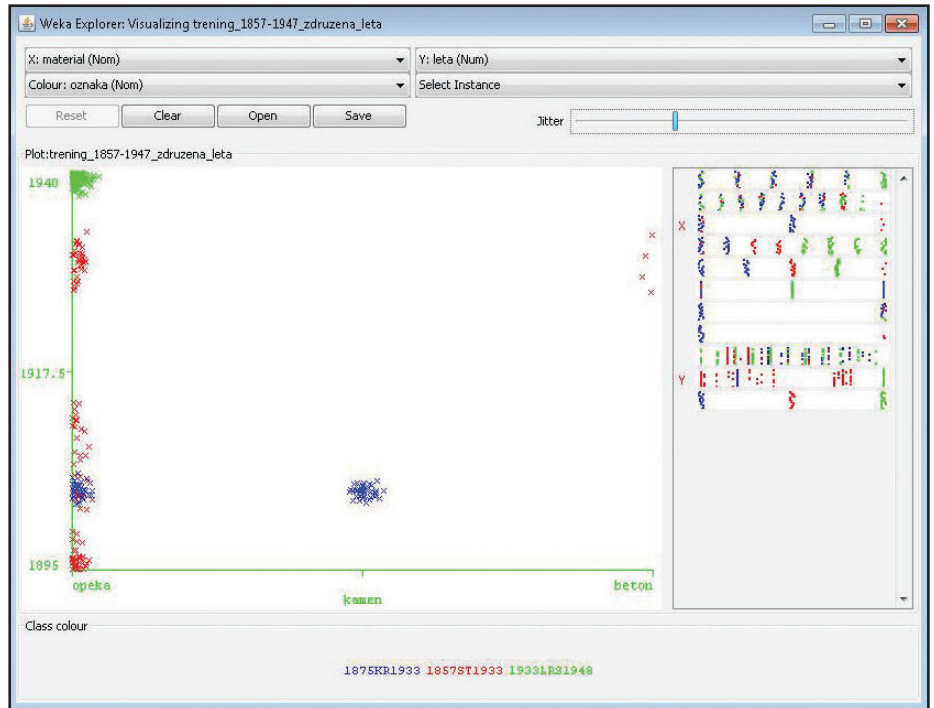 Weka Explorer: Visualizing trening_1857-1947_zdruzena_leta
X: material (Nom) Y: leta (Num)
Colour: oznaka (Nom) Select Instance
Reset Clear Open Save Jitter
Plot:trening_1857-1947_zdruzena_leta
1940
X
1917.5
Y
1895
opeka kamen beton
Class colour
1875KR1933 1857ST1933 1933LRS1948